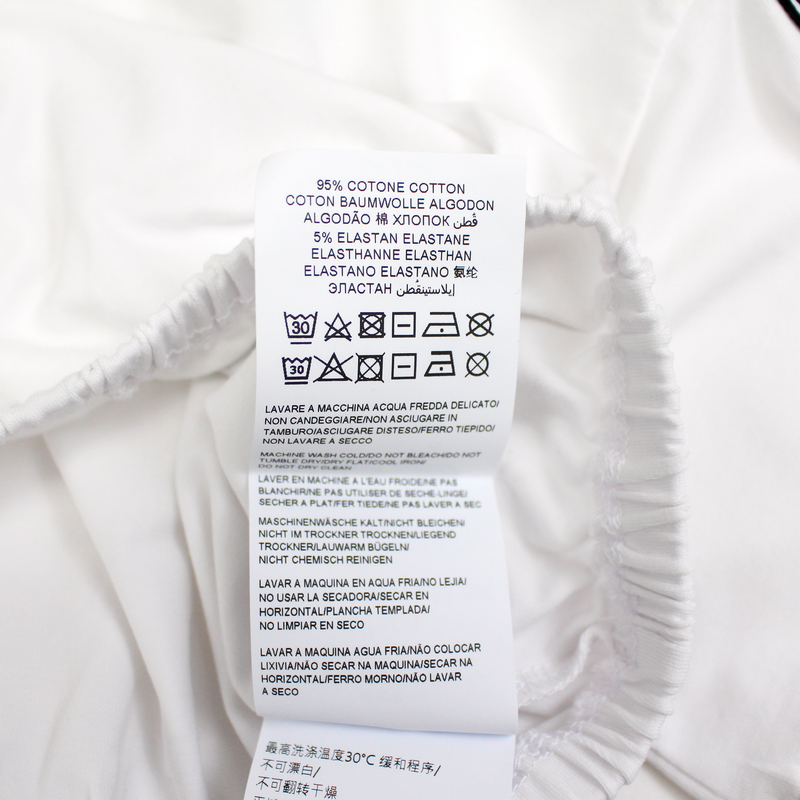 95% COTONE COTTON
COTON BAUMWOLLE ALGODON
ALGODÃO 棉 ХЛОПОК قُطن
5% ELASTAN ELASTANE
ELASTHANNE ELASTHAN
ELASTANO ELASTANO 氨纶
ЭЛАСТАН إيلاستينقُطن
30
30
LAVARE A MACCHINA ACQUA FREDDA DELICATO/
NON CANDEGGIARE/NON ASCIUGARE IN
TAMBURO/ASCIUGARE DISTESO/FERRO TIEPIDO/
NON LAVARE A SECCO
MACHINE WASH COLD/DO NOT BLEACH/DO NOT
TUMBLE DRY/DRY FLAT/COOL IRON/
DO NOT DRY CLEAN
LAVER EN MACHINE A L'EAU FROIDE/NE PAS
BLANCHIR/NE PAS UTILISER DE SECHE-LINGE/
SECHER A PLAT/FER TIEDE/NE PAS LAVER A SEC
MASCHINENWÄSCHE KALT/NICHT BLEICHEN/
NICHT IM TROCKNER TROCKNEN/LIEGEND
TROCKNER/LAUWARM BÜGELN/
NICHT CHEMISCH REINIGEN
LAVAR A MAQUINA EN AQUA FRIA/NO LEJIA/
NO USAR LA SECADORA/SECAR EN
HORIZONTAL/PLANCHA TEMPLADA/
NO LIMPIAR EN SECO
LAVAR A MAQUINA AGUA FRIA/NÃO COLOCAR
LIXIVIA/NÃO SECAR NA MAQUINA/SECAR NA
HORIZONTAL/FERRO MORNO/NÃO LAVAR
A SECO
最高洗涤温度30°C 缓和程序/
不可漂白/
不可翻转干燥